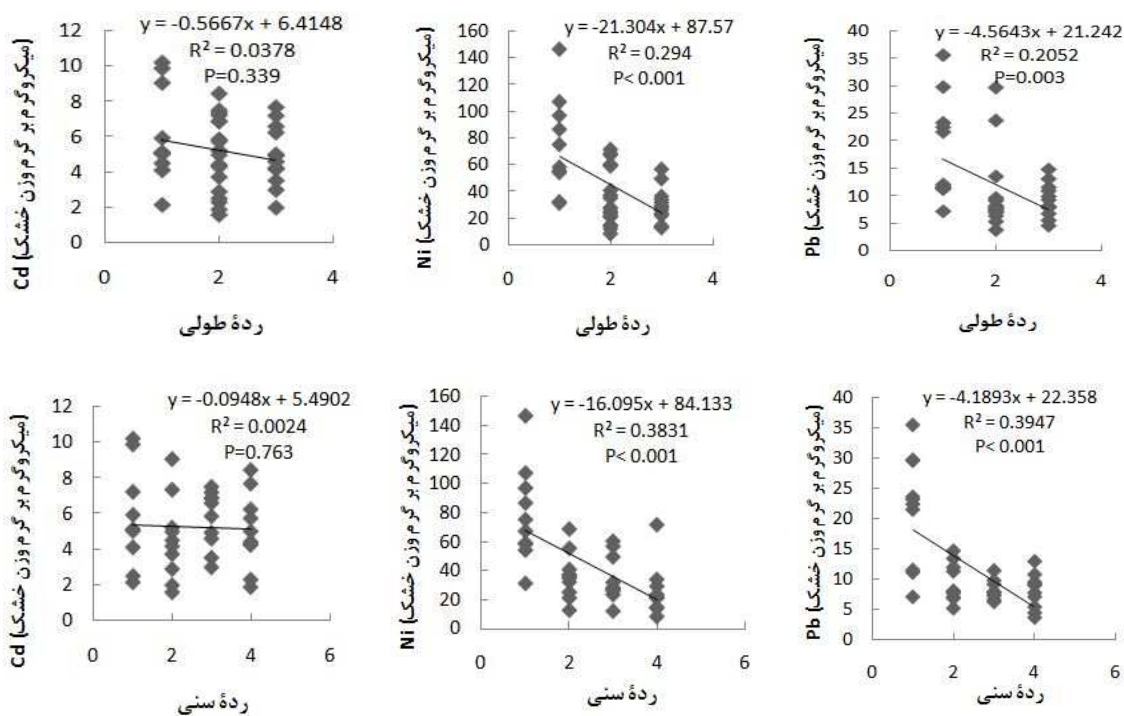 y = -0.5667x + 6.4148
R² = 0.0378
P=0.339
12
10
8
6
4
2
0
0
2
4
Cd (میکروگرم بر گرم وزن خشک)
ردهٔ طولی
y = -21.304x + 87.57
R² = 0.294
P< 0.001
160
140
120
100
80
60
40
20
0
0
2
4
Ni (میکروگرم بر گرم وزن خشک)
ردهٔ طولی
y = -4.5643x + 21.242
R² = 0.2052
P=0.003
40
35
30
25
20
15
10
5
0
0
2
4
Pb (میکروگرم بر گرم وزن خشک)
ردهٔ طولی
y = -0.0948x + 5.4902
R² = 0.0024
P=0.763
12
10
8
6
4
2
0
0
2
4
6
Cd (میکروگرم بر گرم وزن خشک)
ردهٔ سنی
y = -16.095x + 84.133
R² = 0.3831
P< 0.001
160
140
120
100
80
60
40
20
0
0
2
4
6
Ni (میکروگرم بر گرم وزن خشک)
ردهٔ سنی
y = -4.1893x + 22.358
R² = 0.3947
P< 0.001
40
35
30
25
20
15
10
5
0
0
2
4
6
Pb (میکروگرم بر گرم وزن خشک)
ردهٔ سنی